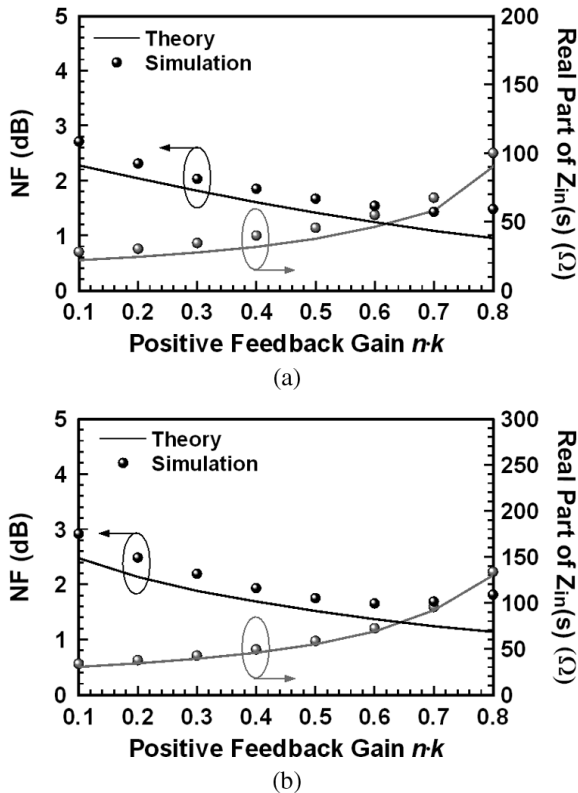 (a)
5
4
3
2
1
0
NF (dB)
Theory
Simulation
200
150
100
50
0
Real Part of Zin(s) (Ω)
0.1 0.2 0.3 0.4 0.5 0.6 0.7 0.8
Positive Feedback Gain n·k
(a)
5
4
3
2
1
0
NF (dB)
Theory
Simulation
300
250
200
150
100
50
0
Real Part of Zin(s) (Ω)
0.1 0.2 0.3 0.4 0.5 0.6 0.7 0.8
Positive Feedback Gain n·k
(b)